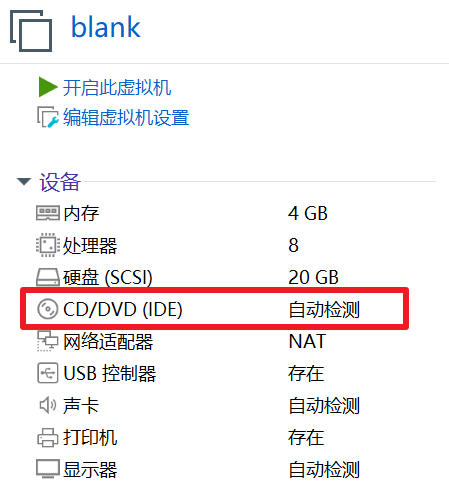 blank
开启此虚拟机
编辑虚拟机设置
设备
内存 4 GB
处理器 8
硬盘 (SCSI) 20 GB
CD/DVD (IDE) 自动检测
网络适配器 NAT
USB 控制器 存在
声卡 自动检测
打印机 存在
显示器 自动检测